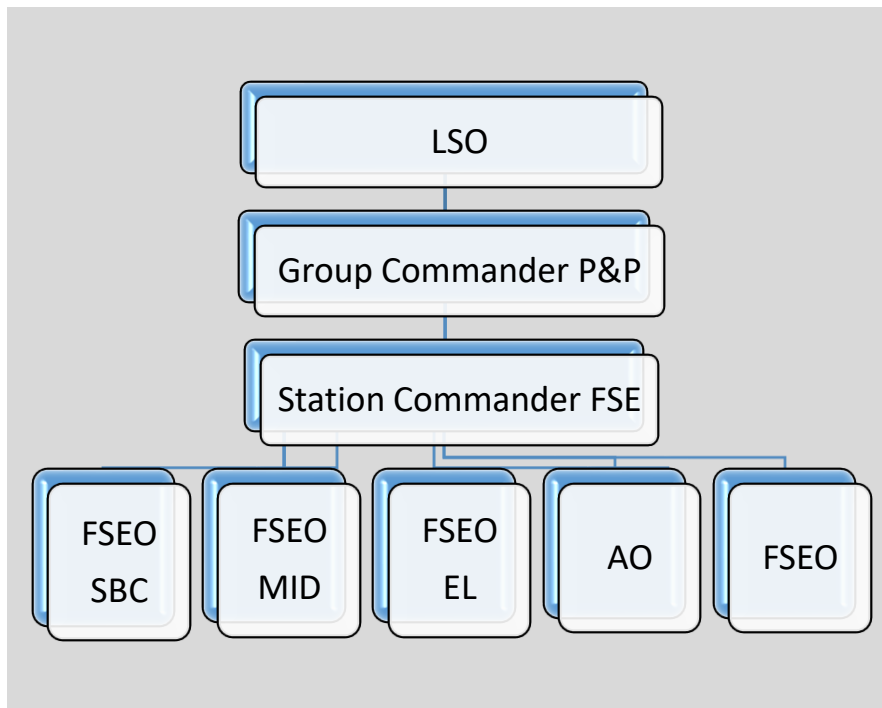 LSO
Group Commander P&P
Station Commander FSE
FSEO
SBC
FSEO
MID
FSEO
EL
AO
FSEO